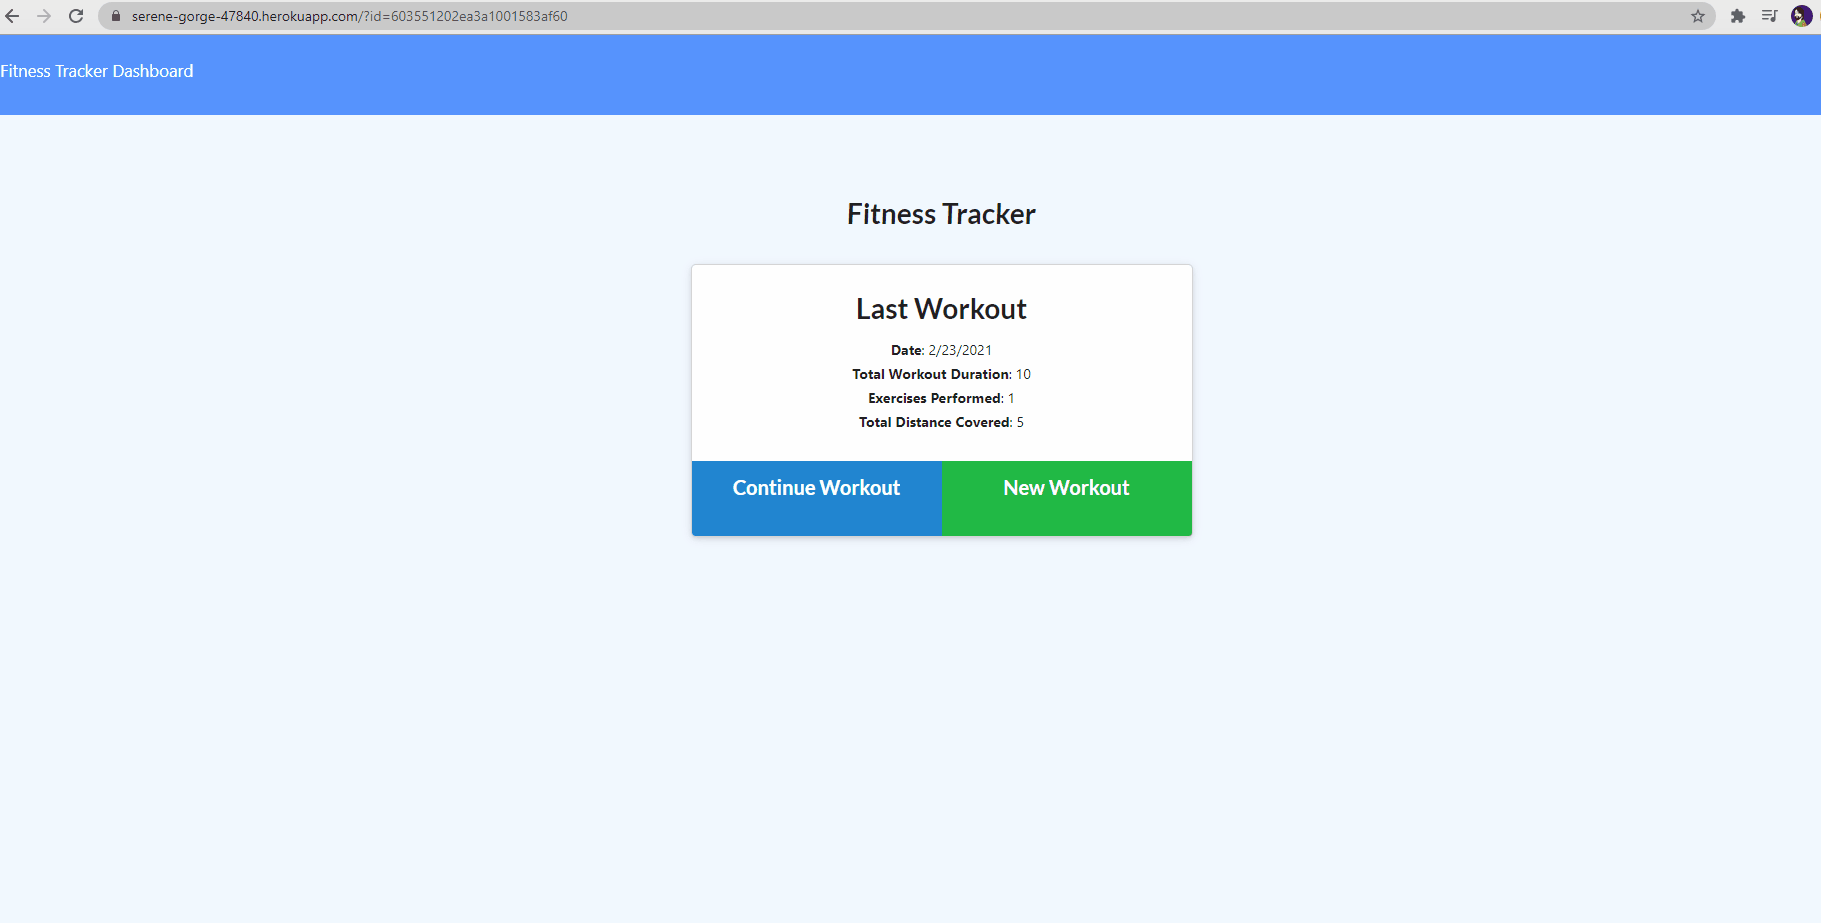 serene-gorge-47840.herokuapp.com/?id=603551202ea3a1001583af60
Fitness Tracker Dashboard
Fitness Tracker
Last Workout
Date: 2/23/2021
Total Workout Duration: 10
Exercises Performed: 1
Total Distance Covered: 5
Continue Workout New Workout